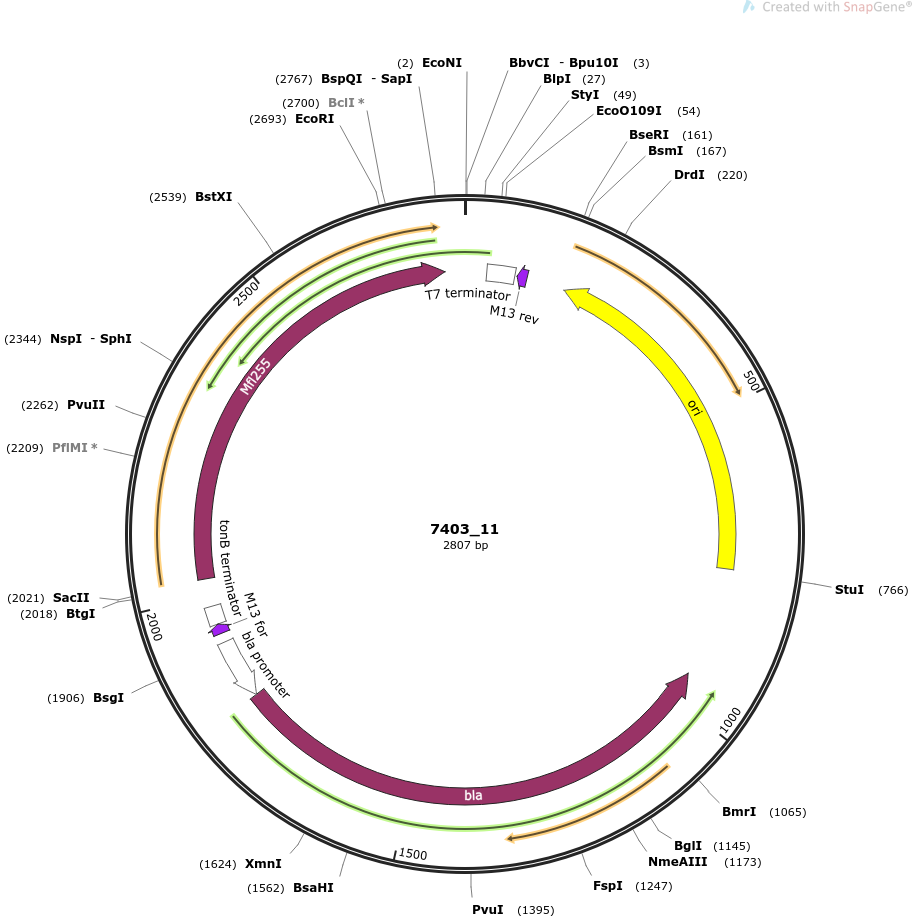 Created with SnapGene®
(2) EcoNI
BbvCI - Bpu10I (3)
(2767) BspQI - SapI
BlpI (27)
StyI (49)
(2700) BclI *
EcoO109I (54)
(2693) EcoRI
BseRI (161)
BsmI (167)
DrdI (220)
(2539) BstXI
2500
T7 terminator
M13 rev
(2344) NspI - SphI
Mfl255
500
(2262) PvuII
ori
(2209) PflMI *
7403_11
2807 bp
tonB terminator
StuI (766)
(2021) SacII
(2018) BtgI
2000
M13 for
bla promoter
(1906) BsgI
1000
bla
BmrI (1065)
BglI (1145)
1500
NmeAIII (1173)
(1624) XmnI
FspI (1247)
(1562) BsaHI
PvuI (1395)